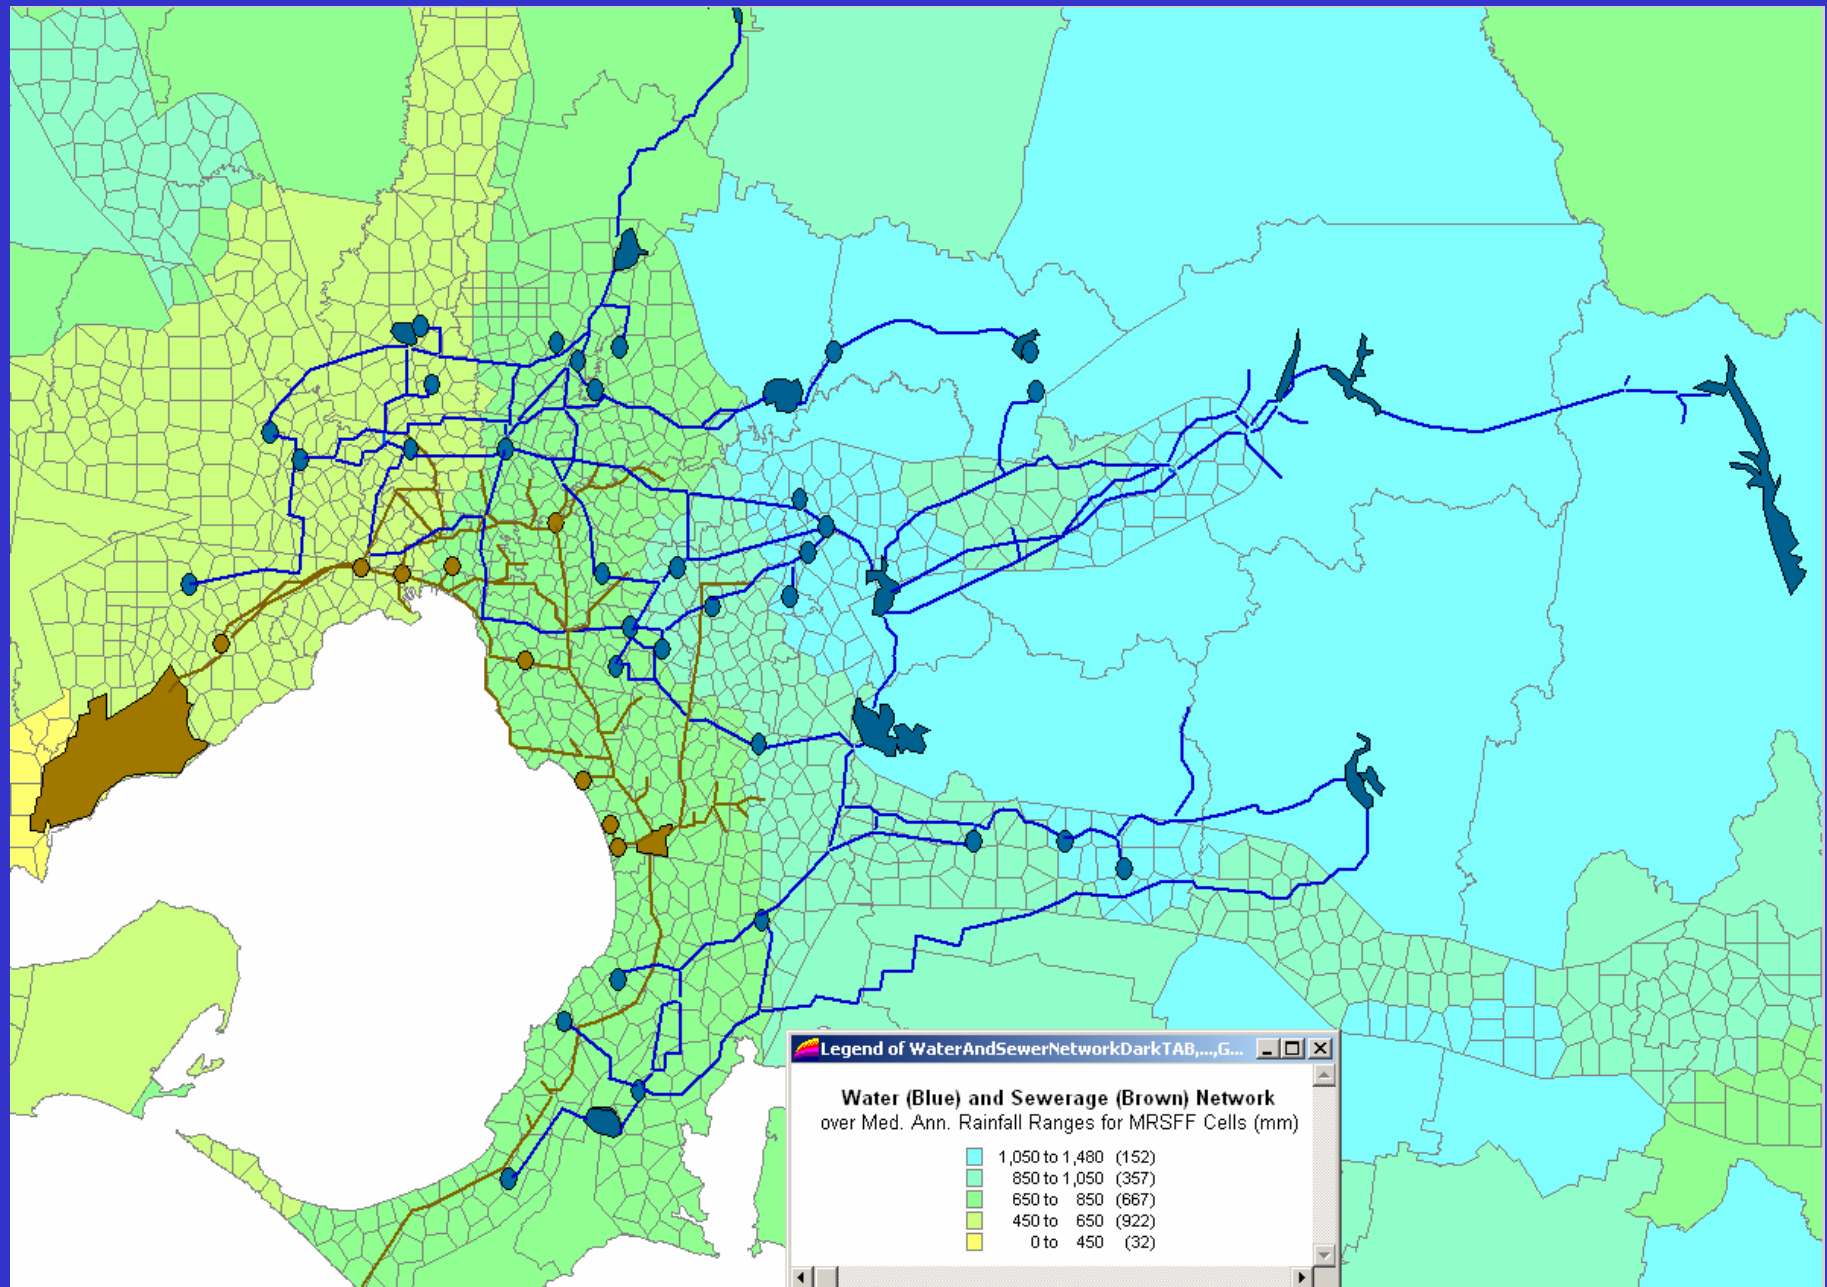 Legend of WaterAndSewerNetworkDarkTAB,...,G...
Water (Blue) and Sewerage (Brown) Network
over Med. Ann. Rainfall Ranges for MRSFF Cells (mm)
1,050 to 1,480 (152)
850 to 1,050 (357)
650 to 850 (667)
450 to 650 (922)
0 to 450 (32)